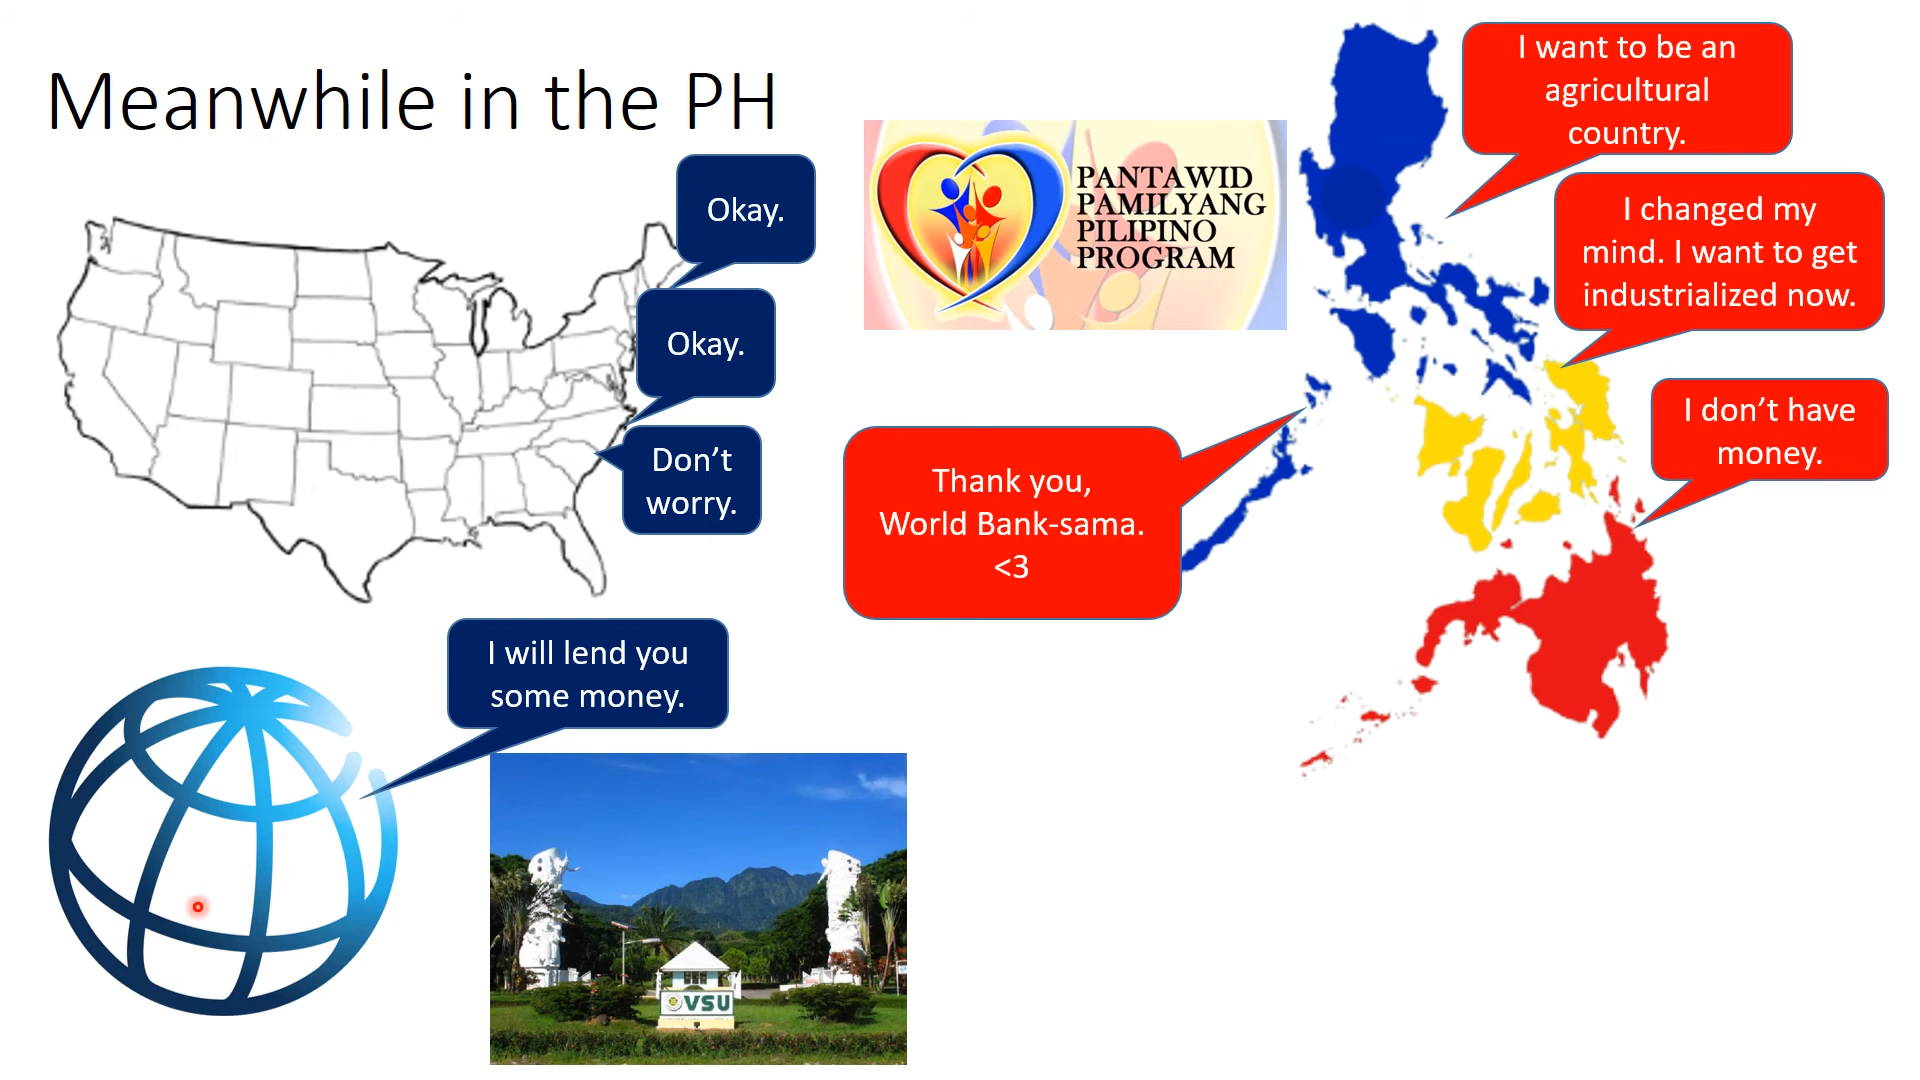 Meanwhile in the PH
Okay.
Okay.
Don't
worry.
I will lend you
some money.
PANTAWID
PAMILYANG
PILIPINO
PROGRAM
I want to be an
agricultural
country.
I changed my
mind. I want to get
industrialized now.
I don't have
money.
Thank you,
World Bank-sama.
<3
VSU